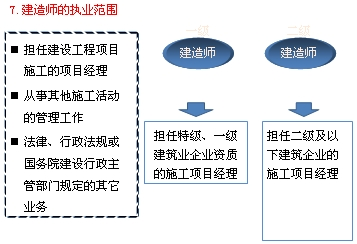 7. 建造师的执业范围
■ 担任建设工程项目
施工的项目经理
■ 从事其他施工活动
的管理工作
■ 法律、行政法规或
国务院建设行政主
管部门规定的其它
业务
一级
建造师
担任特级、一级
建筑业企业资质
的施工项目经理
二级
建造师
担任二级及以
下建筑企业的
施工项目经理